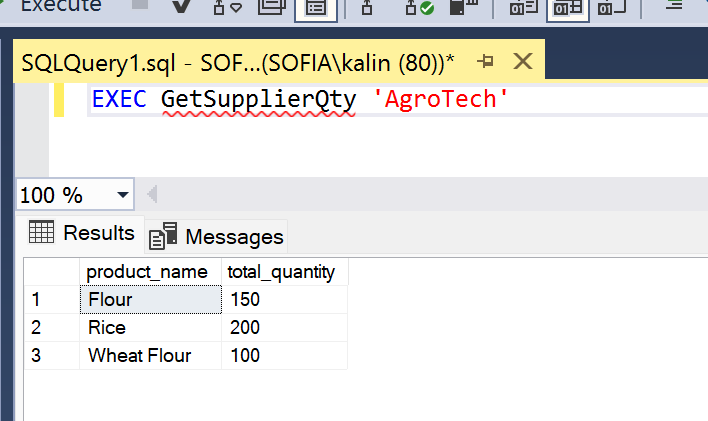 Execute
SQLQuery1.sql - SOF...(SOFIA\kalin (80))*
EXEC GetSupplierQty 'AgroTech'
100 %
Results Messages
product_name total_quantity
1 Flour 150
2 Rice 200
3 Wheat Flour 100